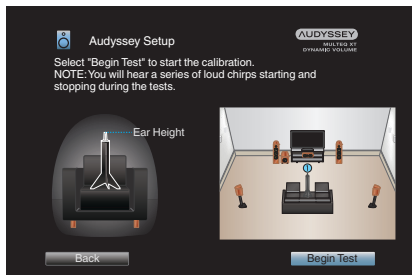 Audyssey Setup
AUDYSSEY
MULTEQ XT
DYNAMIC VOLUME
Select "Begin Test" to start the calibration.
NOTE: You will hear a series of loud chirps starting and
stopping during the tests.
Ear Height
Back
Begin Test